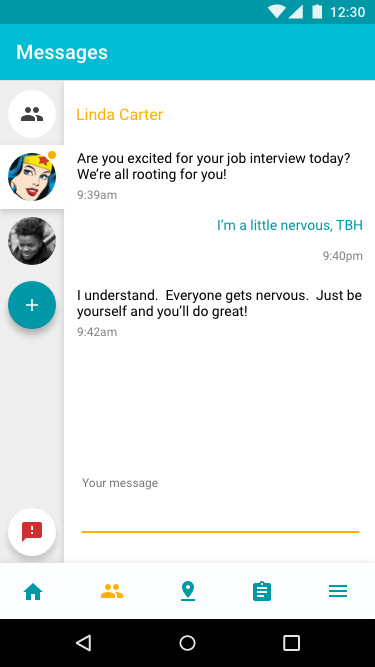 12:30
Messages
Linda Carter
Are you excited for your job interview today?
We’re all rooting for you!
9:39am
I’m a little nervous, TBH
9:40pm
I understand.  Everyone gets nervous.  Just be
yourself and you’ll do great!
9:42am
Your message